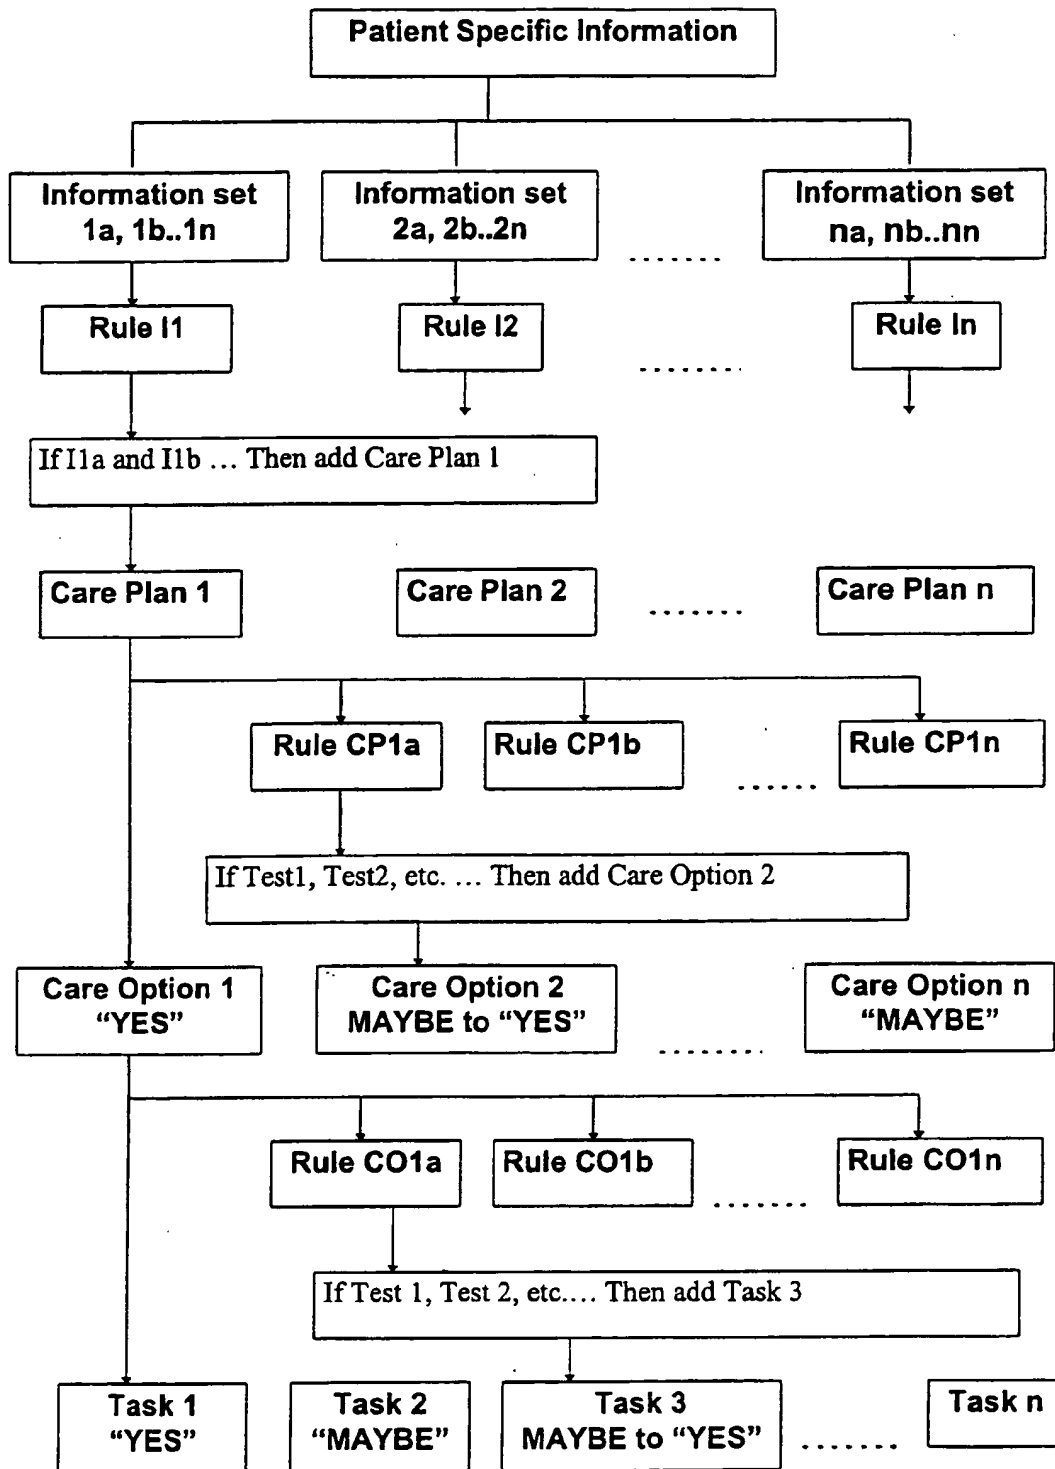 Patient Specific Information
Information set
1a, 1b..1n
Information set
2a, 2b..2n
Information set
na, nb..nn
Rule I1
Rule I2
Rule In
If I1a and I1b ... Then add Care Plan 1
Care Plan 1
Care Plan 2
Care Plan n
Rule CP1a
Rule CP1b
Rule CP1n
If Test1, Test2, etc. ... Then add Care Option 2
Care Option 1
“YES”
Care Option 2
MAYBE to “YES”
Care Option n
“MAYBE”
Rule CO1a
Rule CO1b
Rule CO1n
If Test 1, Test 2, etc.... Then add Task 3
Task 1
“YES”
Task 2
“MAYBE”
Task 3
MAYBE to “YES”
Task n